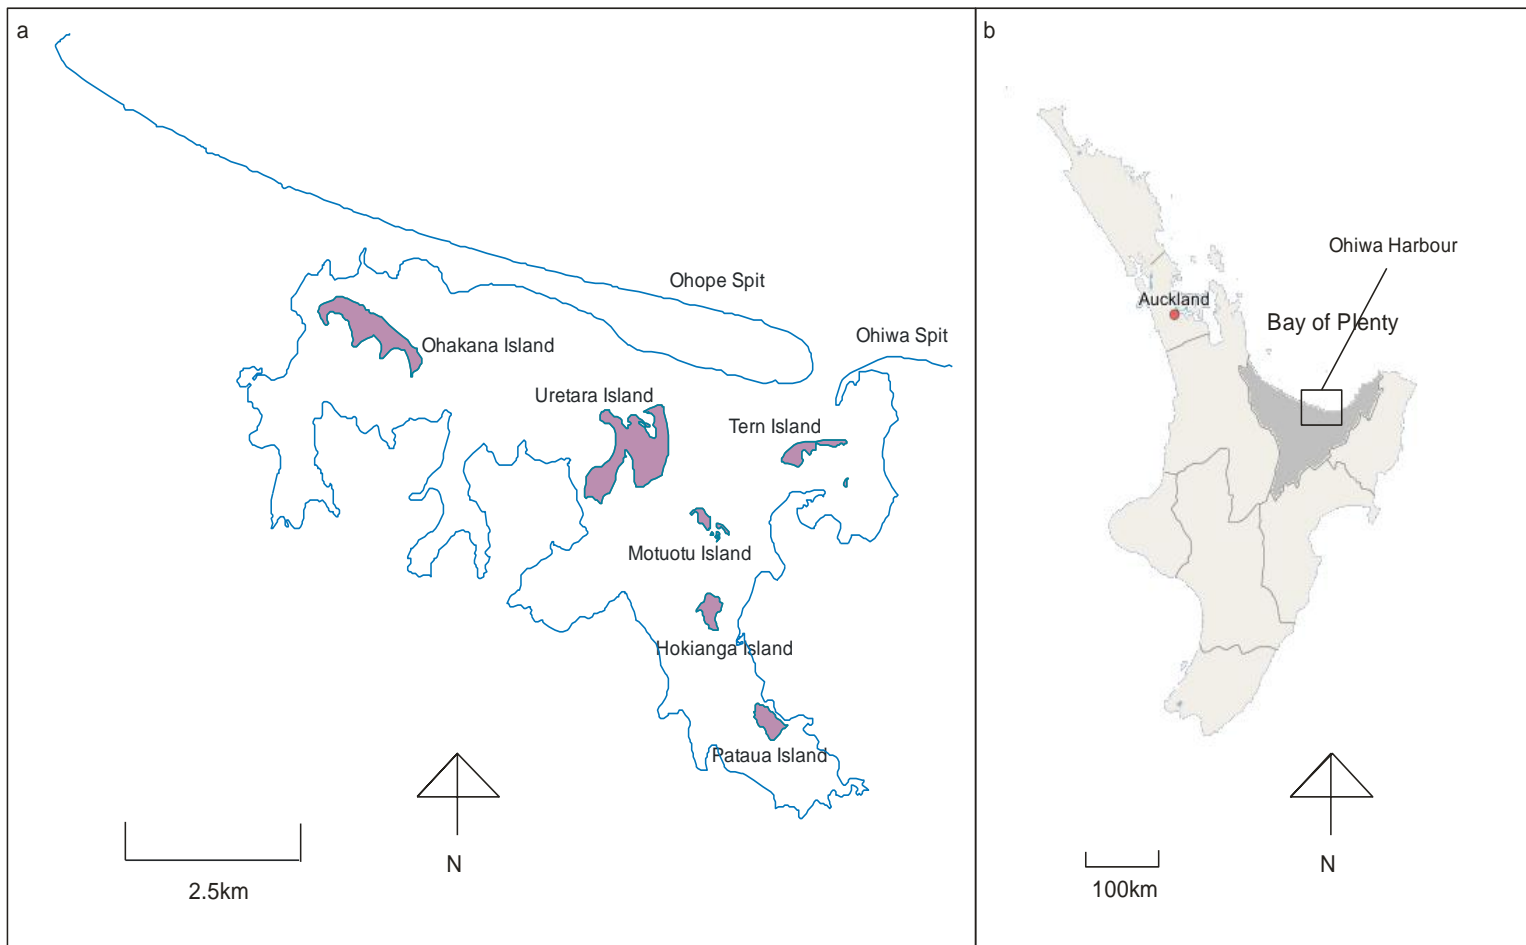 a
Ohope Spit
Ohiwa Spit
Ohakana Island
Uretara Island
Tern Island
Motuotu Island
Hokianga Island
Pataua Island
2.5km
N
b
Ohiwa Harbour
Auckland
Bay of Plenty
100km
N